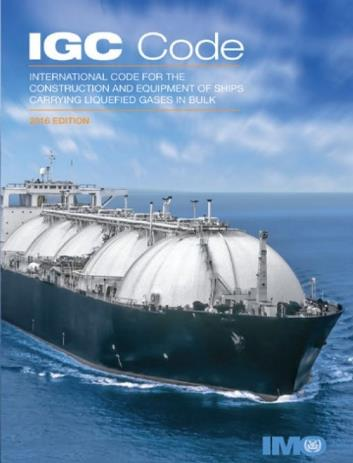 IGC Code
INTERNATIONAL CODE FOR THE
CONSTRUCTION AND EQUIPMENT OF SHIPS
CARRYING LIQUEFIED GASES IN BULK
2016 EDITION
IMO